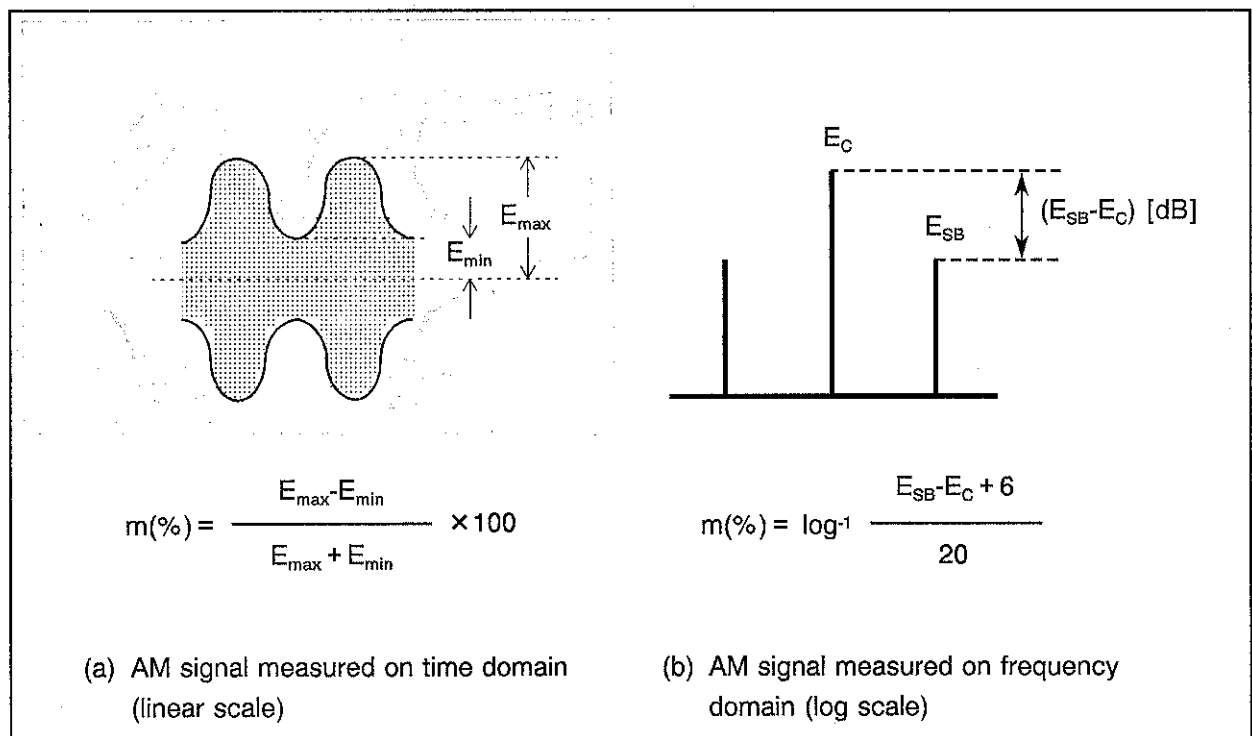 E_max
E_min
E_C
(E_SB-E_C) [dB]
E_SB
m(%) = E_max-E_min / E_max + E_min ×100
m(%) = log^-1 E_SB-E_C + 6 / 20
(a) AM signal measured on time domain
(linear scale)
(b) AM signal measured on frequency
domain (log scale)